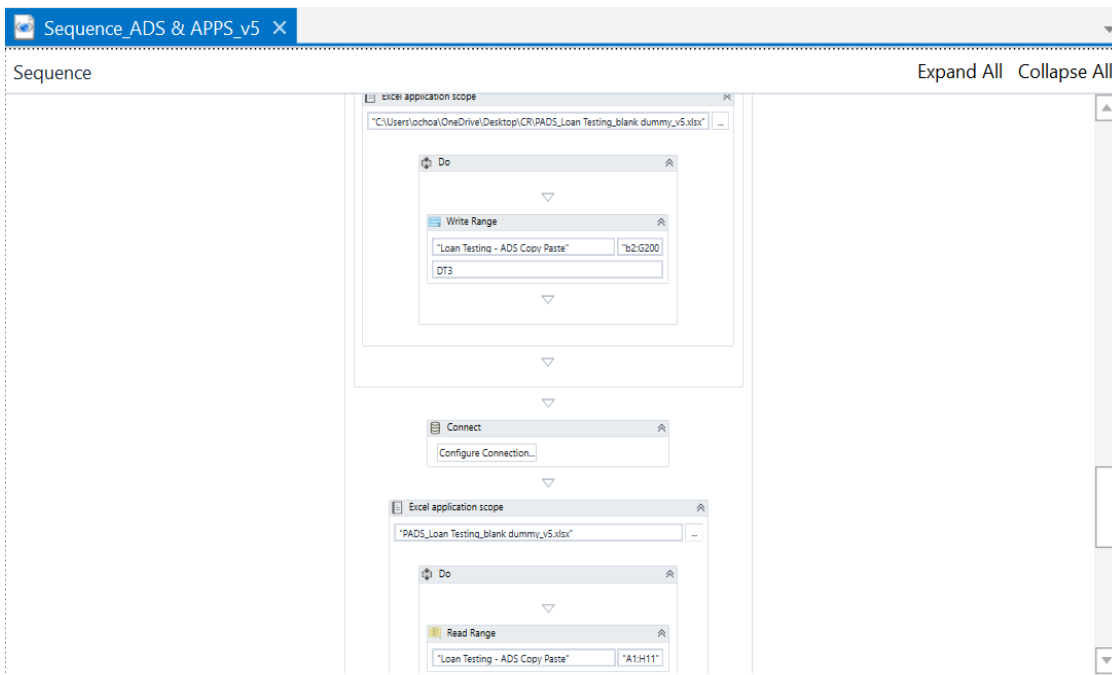 Sequence_ADS & APPS_v5
Sequence Expand All Collapse All
Excel application scope
"C:\Users\ochoa\OneDrive\Desktop\CR\PADS_Loan Testing_blank dummy_v5.xlsx" ...
Do
Write Range
"Loan Testing - ADS Copy Paste" "b2:G200
DT3
Connect
Configure Connection...
Excel application scope
"PADS_Loan Testing_blank dummy_v5.xlsx" ...
Do
Read Range
"Loan Testing - ADS Copy Paste" "A1:H11"